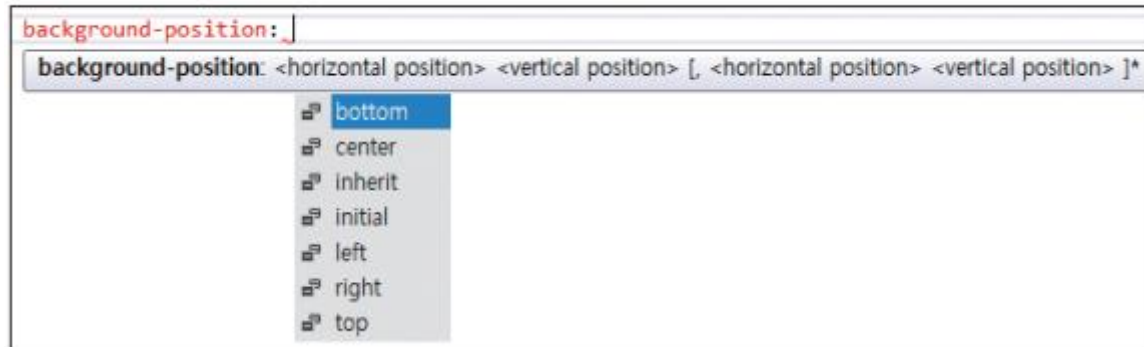 background-position:
background-position: <horizontal position> <vertical position> [, <horizontal position> <vertical position> ]*
bottom
center
inherit
initial
left
right
top